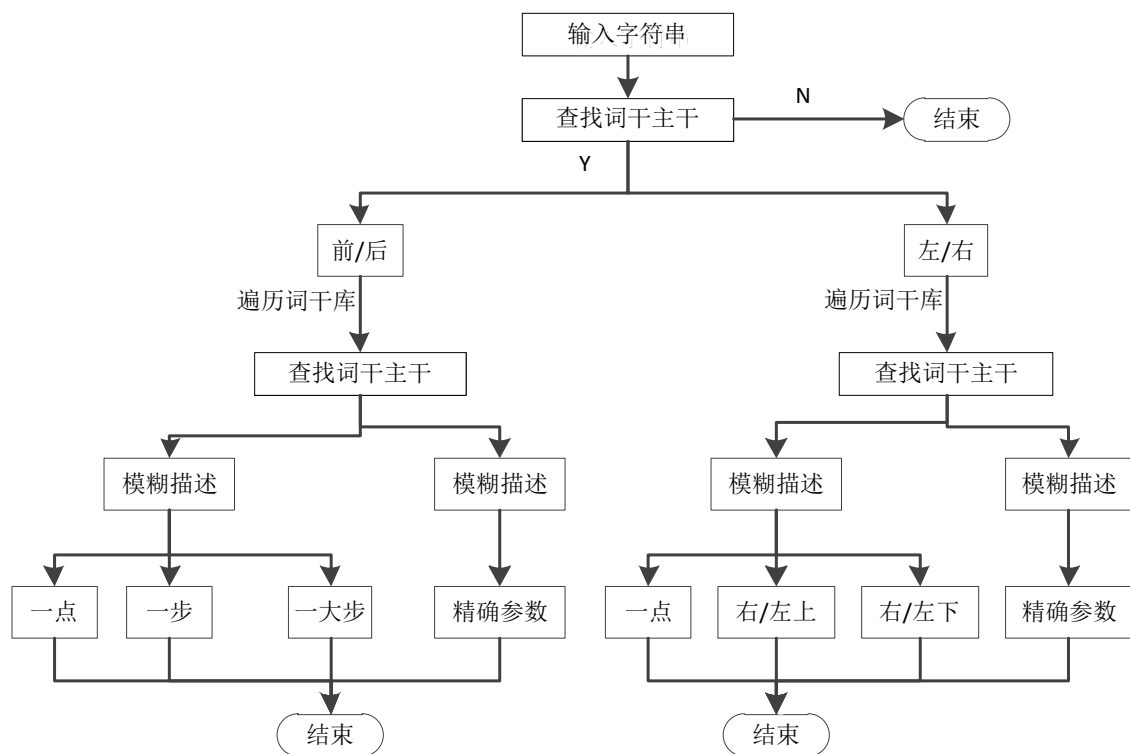 输入字符串
N
查找词干主干
结束
Y
前/后
左/右
遍历词干库
遍历词干库
查找词干主干
查找词干主干
模糊描述
模糊描述
模糊描述
模糊描述
一点
一步
一大步
精确参数
一点
右/左上
右/左下
精确参数
结束
结束